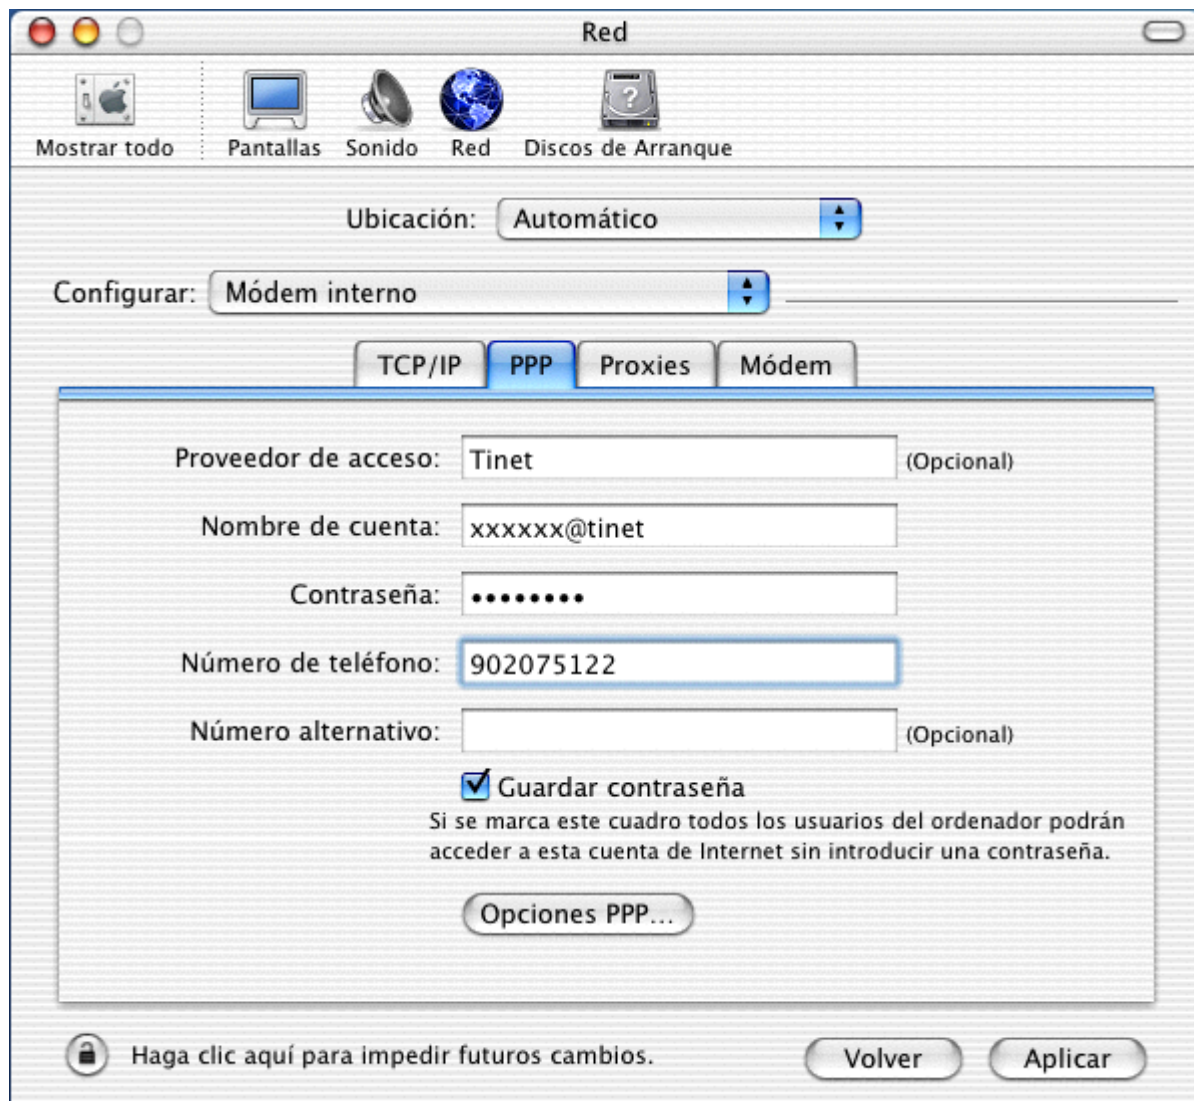 Red
Mostrar todo Pantallas Sonido Red Discos de Arranque
Ubicación: Automático
Configurar: Módem interno
TCP/IP PPP Proxies Módem
Proveedor de acceso: Tinet (Opcional)
Nombre de cuenta: xxxxxx@tinet
Contraseña: ••••••••
Número de teléfono: 902075122
Número alternativo: (Opcional)
Guardar contraseña
Si se marca este cuadro todos los usuarios del ordenador podrán
acceder a esta cuenta de Internet sin introducir una contraseña.
Opciones PPP...
Haga clic aquí para impedir futuros cambios. Volver Aplicar